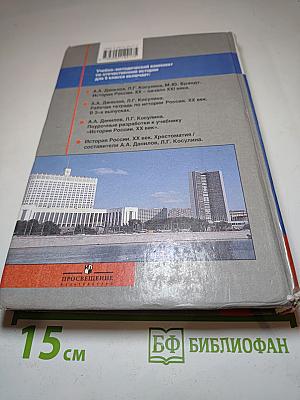 Учебно-методический комплект
по отечественной истории
для 9 класса включает:
А.А. Данилов, Л.Г. Косулина, М.Ю. Брандт.
История России. XX – начало XXI века.
А.А. Данилов, Л.Г. Косулина.
Рабочая тетрадь по истории России. XX век.
В 2-х выпусках.
А.А. Данилов, Л.Г. Косулина.
Поурочные разработки к учебнику
«История России. XX век».
История России. XX век. Хрестоматия /
составители А.А. Данилов, Л.Г. Косулина.
ПРОСВЕЩЕНИЕ
ИЗДАТЕЛЬСТВО
15 см
БФ БИБЛИОФАН